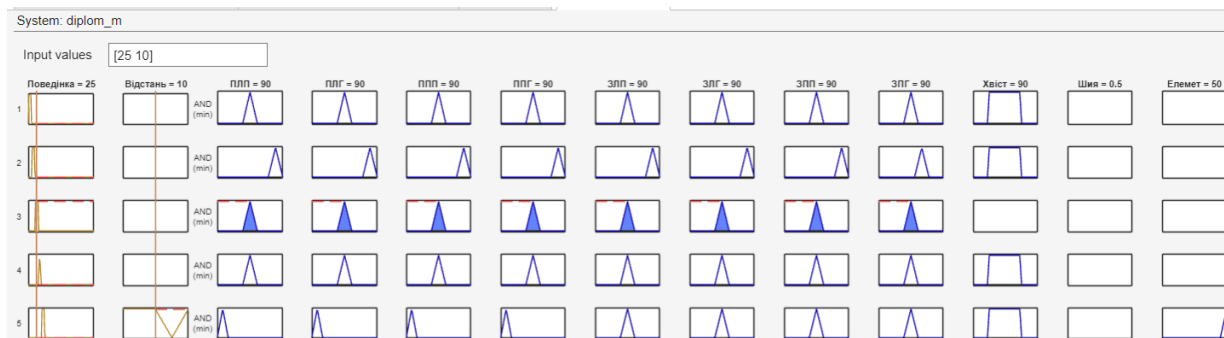 System: diplom_m
Input values [25 10]
Поведінка = 25 Відстань = 10 ПЛП = 90 ПЛГ = 90 ППП = 90 ППГ = 90 ЗЛП = 90 ЗЛГ = 90 ЗПП = 90 ЗПГ = 90 Хвіст = 90 Шия = 0.5 Елемет = 50
1 AND
(min)
2 AND
(min)
3 AND
(min)
4 AND
(min)
5 AND
(min)